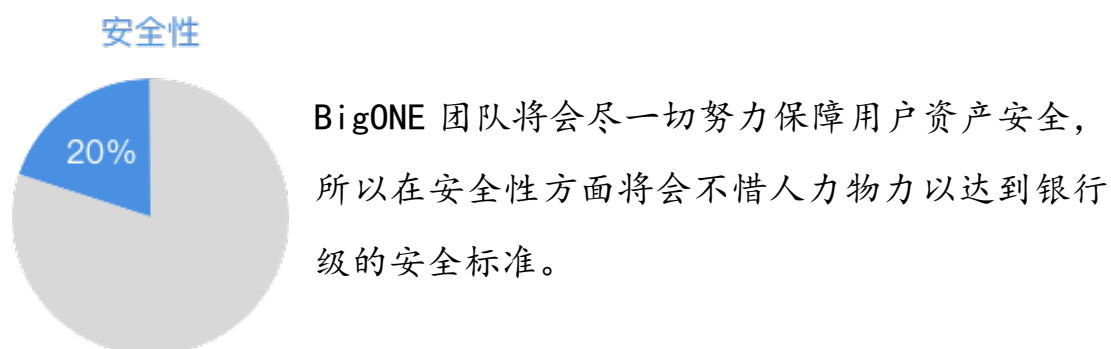 安全性
20%
BigONE 团队将会尽一切努力保障用户资产安全，
所以在安全性方面将会不惜人力物力以达到银行
级的安全标准。